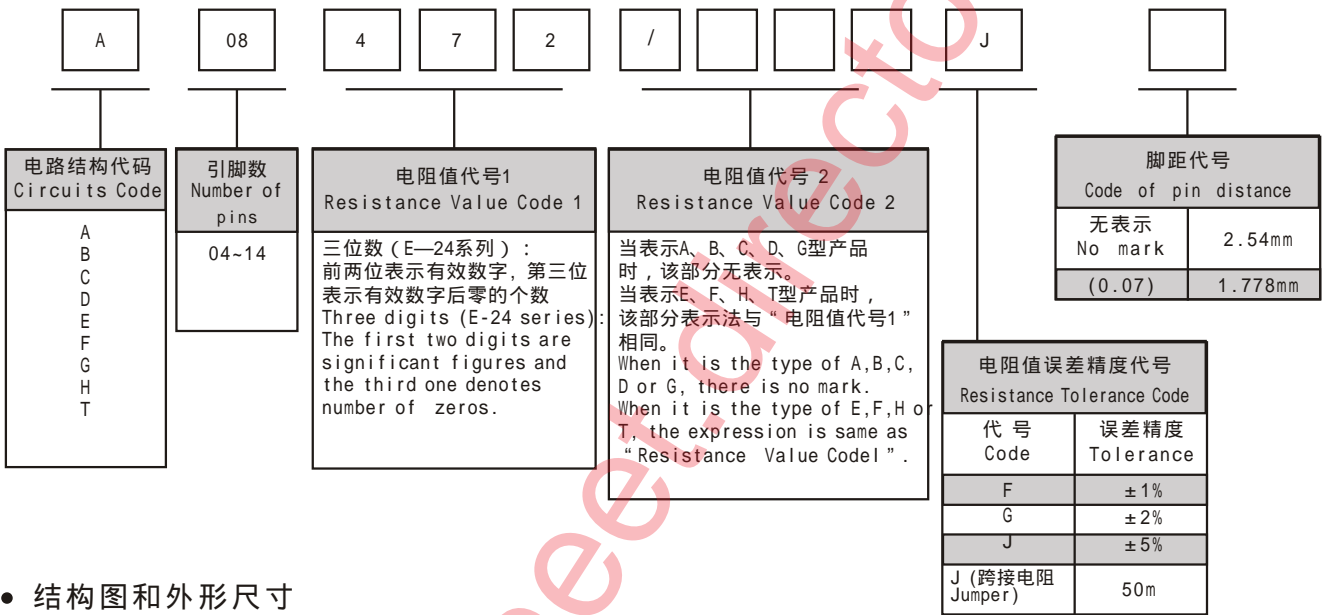 A 08 4 7 2 / J
电路结构代码
Circuits Code
A
B
C
D
E
F
G
H
T
引脚数
Number of
pins
04~14
电阻值代号1
Resistance Value Code 1
三位数（E—24系列）：
前两位表示有效数字, 第三位
表示有效数字后零的个数
Three digits (E-24 series):
The first two digits are
significant figures and
the third one denotes
number of zeros.
电阻值代号 2
Resistance Value Code 2
当表示A、B、C、D、G型产品
时，该部分无表示。
当表示E、F、H、T型产品时，
该部分表示法与“电阻值代号1”
相同。
When it is the type of A,B,C,
D or G, there is no mark.
When it is the type of E,F,H or
T, the expression is same as
“Resistance Value Codel”.
脚距代号
Code of pin distance
无表示
No mark
2.54mm
(0.07) 1.778mm
电阻值误差精度代号
Resistance Tolerance Code
代 号
Code
误差精度
Tolerance
F ±1%
G ±2%
J ±5%
J (跨接电阻
Jumper)
50m
• 结构图和外形尺寸
eet.directo